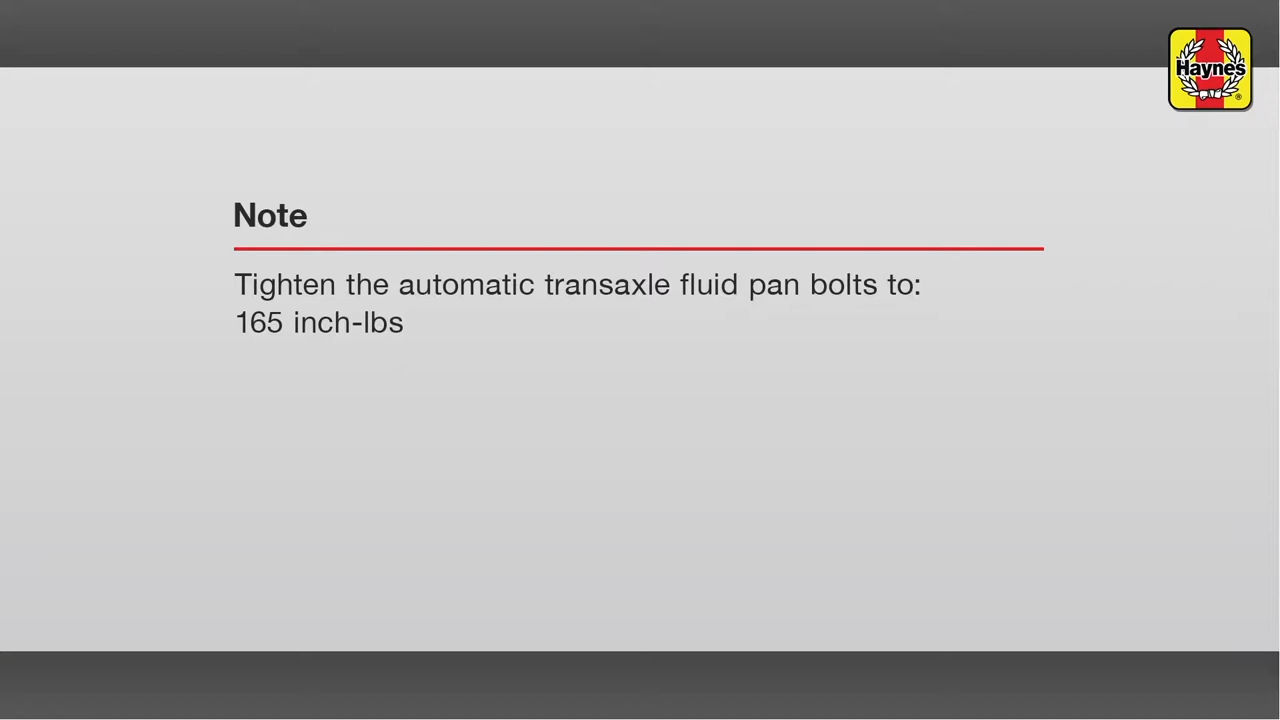 Haynes
®
Note
Tighten the automatic transaxle fluid pan bolts to:
165 inch-lbs